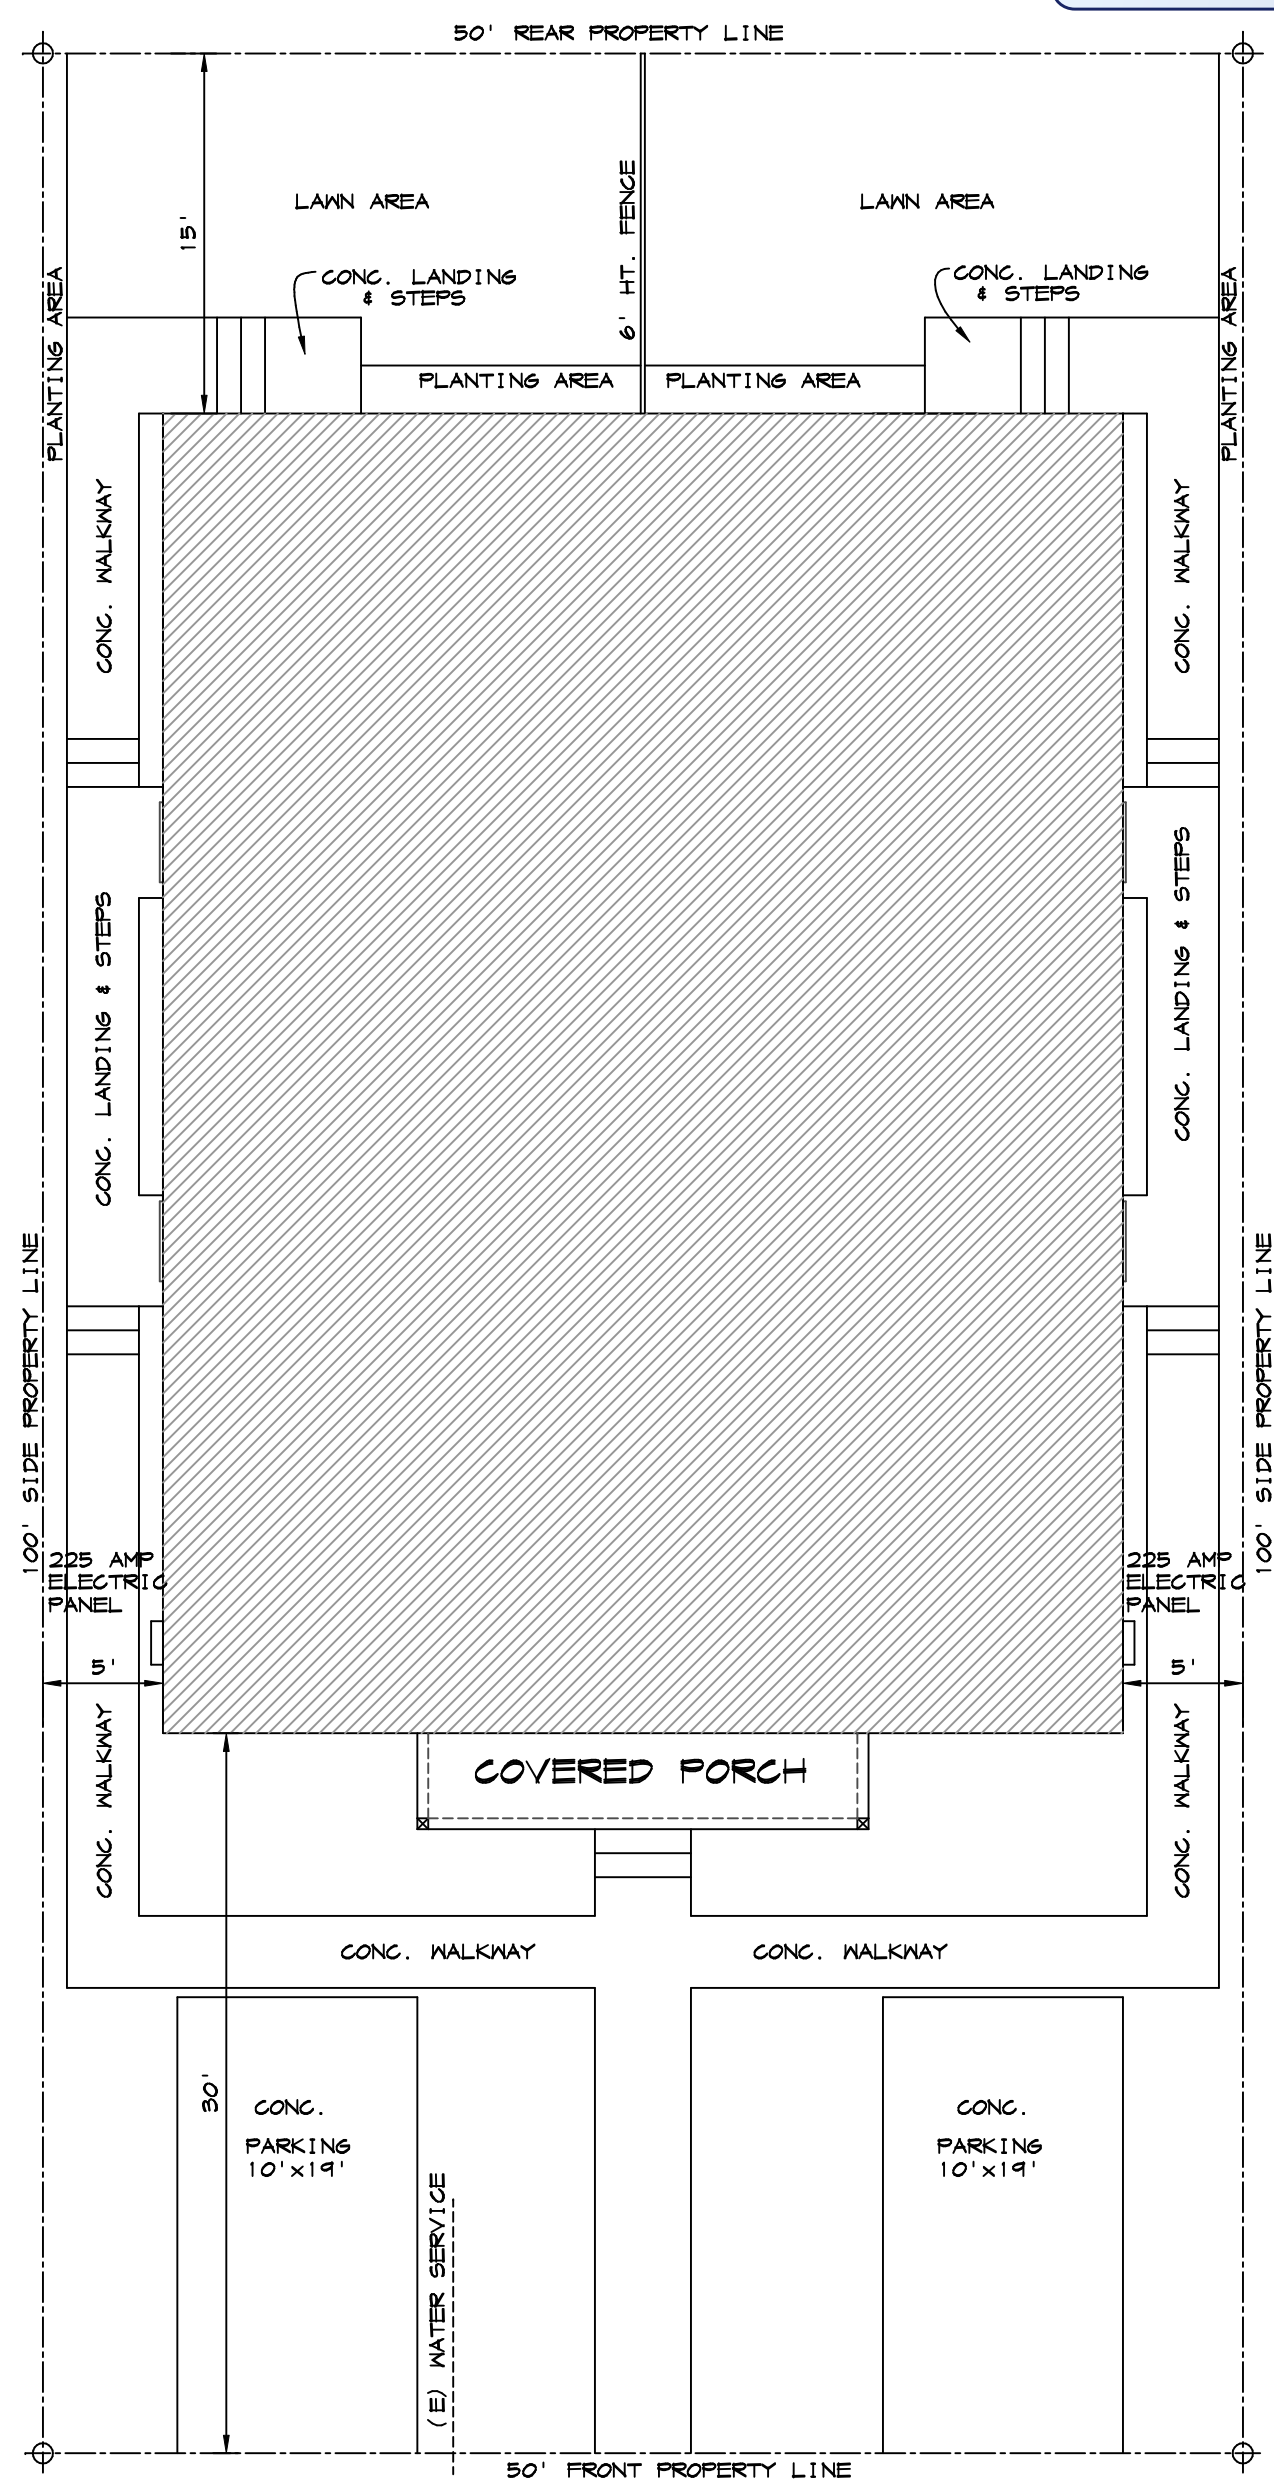 50' REAR PROPERTY LINE
LAWN AREA
LAWN AREA
15'
6' HT. FENCE
CONC. LANDING
& STEPS
CONC. LANDING
& STEPS
PLANTING AREA
PLANTING AREA
PLANTING AREA
PLANTING AREA
CONC. WALKWAY
CONC. WALKWAY
CONC. LANDING & STEPS
CONC. LANDING & STEPS
100' SIDE PROPERTY LINE
100' SIDE PROPERTY LINE
225 AMP
ELECTRIC
PANEL
225 AMP
ELECTRIC
PANEL
5'
5'
CONC. WALKWAY
COVERED PORCH
CONC. WALKWAY
CONC. WALKWAY
CONC. WALKWAY
30'
CONC.
PARKING
10'x19'
CONC.
PARKING
10'x19'
(E) WATER SERVICE
50' FRONT PROPERTY LINE